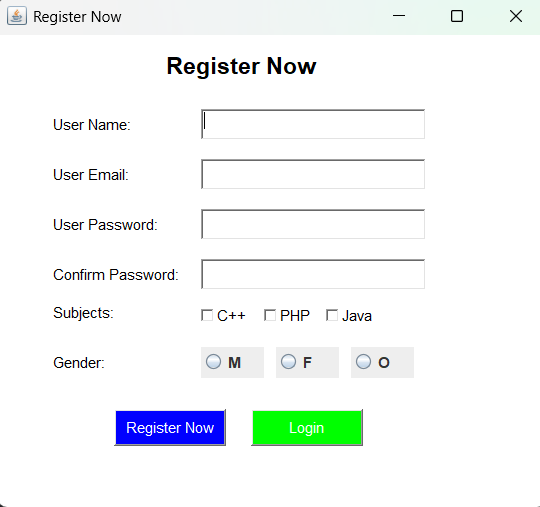 Register Now
Register Now
User Name:
User Email:
User Password:
Confirm Password:
Subjects: C++ PHP Java
Gender: M F O
Register Now Login